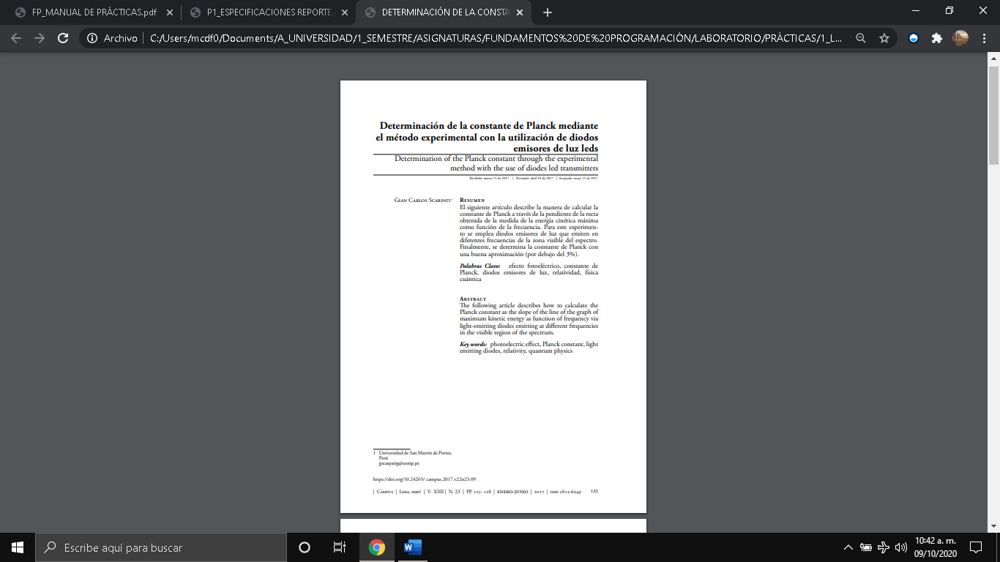 FP_MANUAL DE PRÁCTICAS.pdf
P1_ESPECIFICACIONES REPORTE.
DETERMINACIÓN DE LA CONSTA
Archivo
C:/Users/mcdf0/Documents/A_UNIVERSIDAD/1_SEMESTRE/ASIGNATURAS/FUNDAMENTOS%20DE%20PROGRAMACIÓN/LABORATORIO/PRÁCTICAS/1_L...
Determinación de la constante de Planck mediante
el método experimental con la utilización de diodos
emisores de luz leds
Determination of the Planck constant through the experimental
method with the use of diodes led transmitters
Recibido: marzo 15 de 2017 | Revisado: abril 18 de 2017 | Aceptado: mayo 15 de 2017
Gian Carlos Scarpati¹
Resumen
El siguiente artículo describe la manera de calcular la
constante de Planck a través de la pendiente de la recta
obtenida de la medida de la energía cinética máxima
como función de la frecuencia. Para este experimen-
to se emplea diodos emisores de luz que emiten en
diferentes frecuencias de la zona visible del espectro.
Finalmente, se determina la constante de Planck con
una buena aproximación (por debajo del 3%).
Palabras Clave: efecto fotoeléctrico, constante de
Planck, diodos emisores de luz, relatividad, física
cuántica
Abstract
The following article describes how to calculate the
Planck constant as the slope of the line of the graph of
maximum kinetic energy as function of frequency via
light-emitting diodes emitting at different frequencies
in the visible region of the spectrum.
Key words: photoelectric effect, Planck constant, light
emitting diodes, relativity, quantum physics
1 Universidad de San Martín de Porres,
Perú
gscarpatig@usmp.pe
https://doi.org/10.24265/ campus.2017.v22n23.09
| Campus | Lima, perú | V. XXII | N. 23 | PP. 125- 128 | enero-junio | 2017 | issn 1812-6049 125
Escribe aquí para buscar
10:42 a. m.
09/10/2020